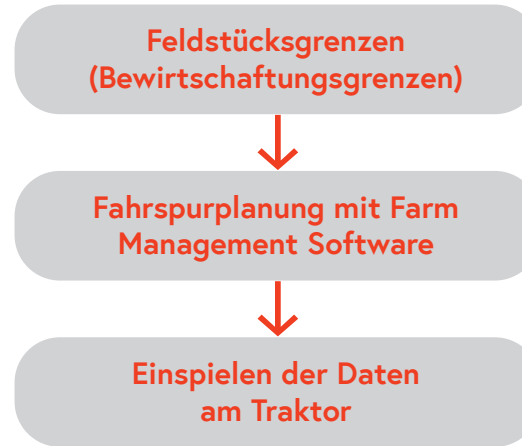 Feldstücksgrenzen
(Bewirtschaftungsgrenzen)
Fahrspurplanung mit Farm
Management Software
Einspielen der Daten
am Traktor